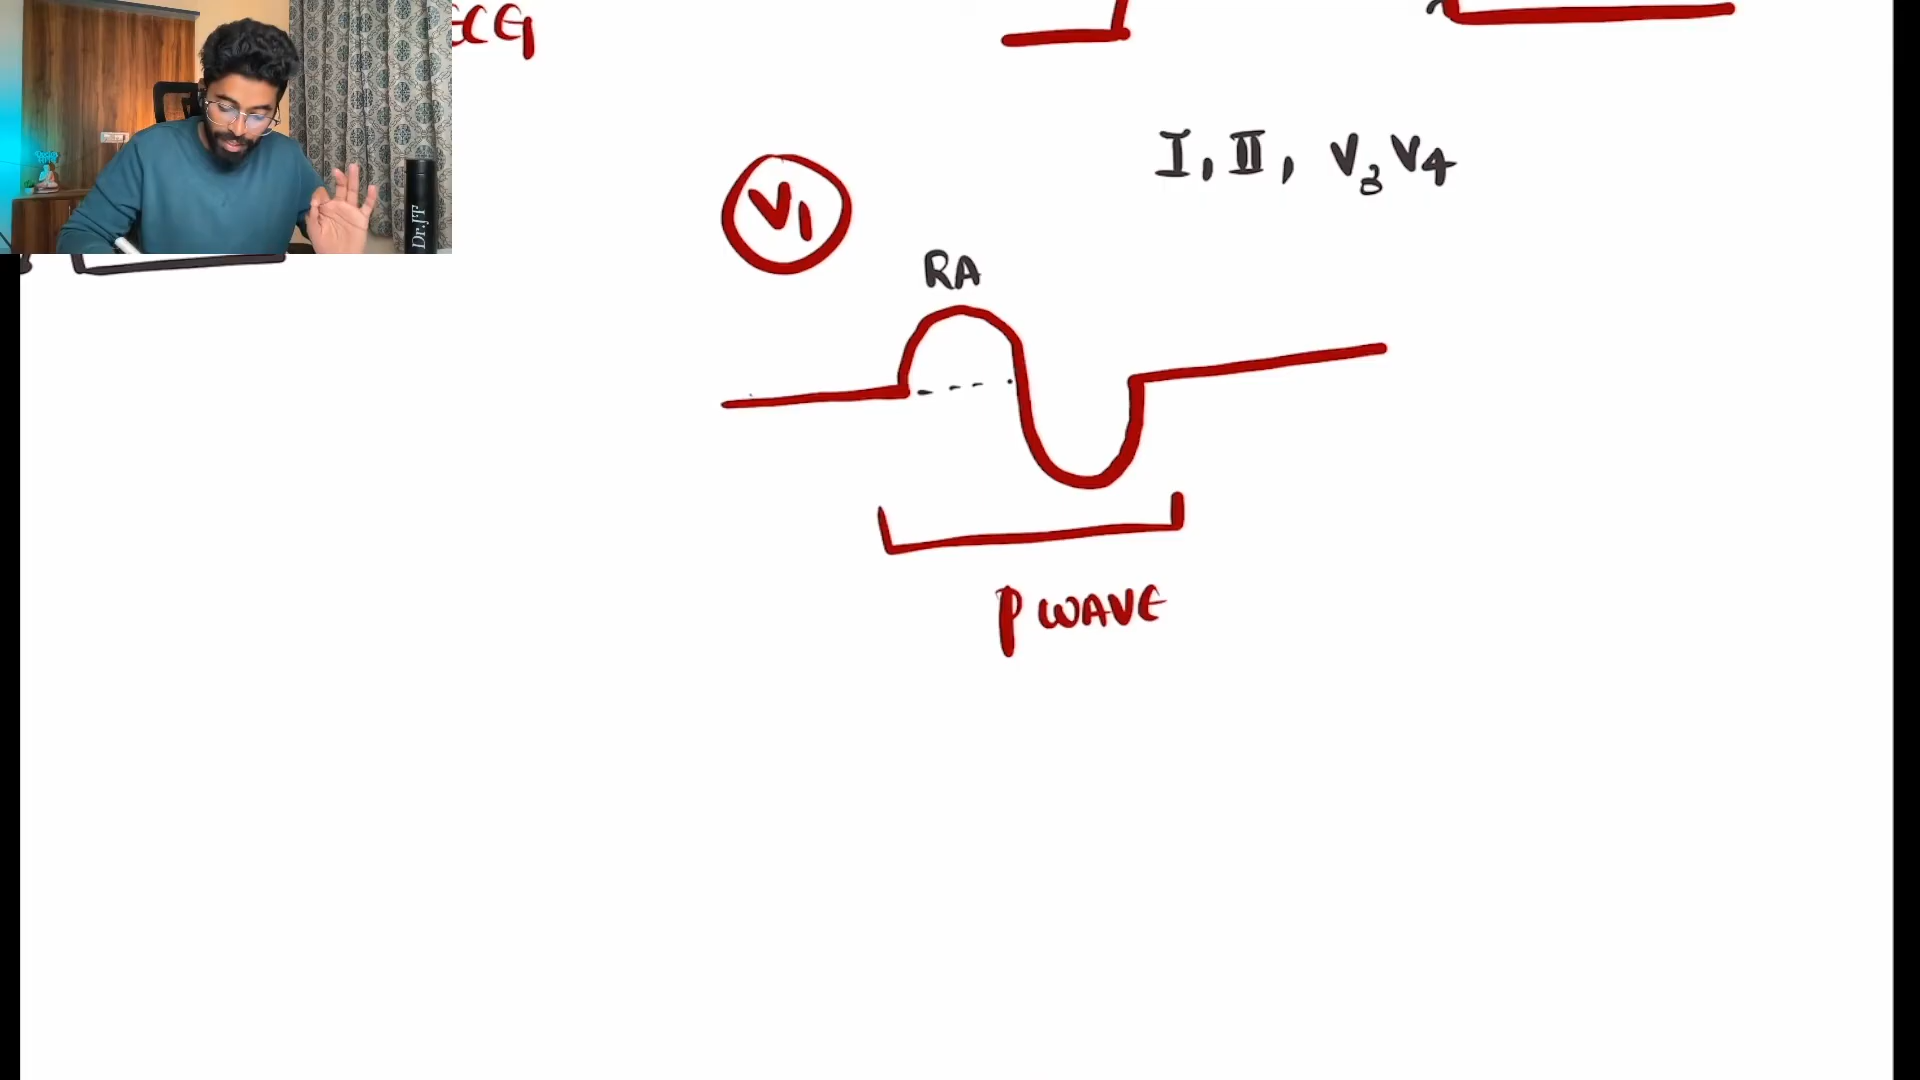 ECG
I, II, V3 V4
V1
RA
P WAVE
Dr.JT